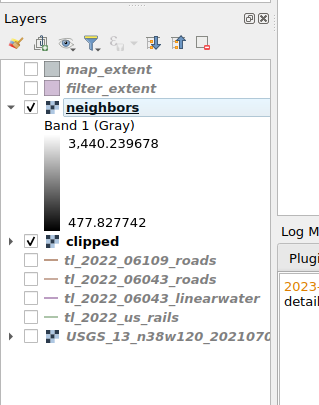 Layers
map_extent
filter_extent
neighbors
Band 1 (Gray)
3,440.239678
477.827742
clipped
tl_2022_06109_roads
tl_2022_06043_roads
tl_2022_06043_linearwater
tl_2022_us_rails
USGS_13_n38w120_2021070
Log M
Plugi
2023-
detail